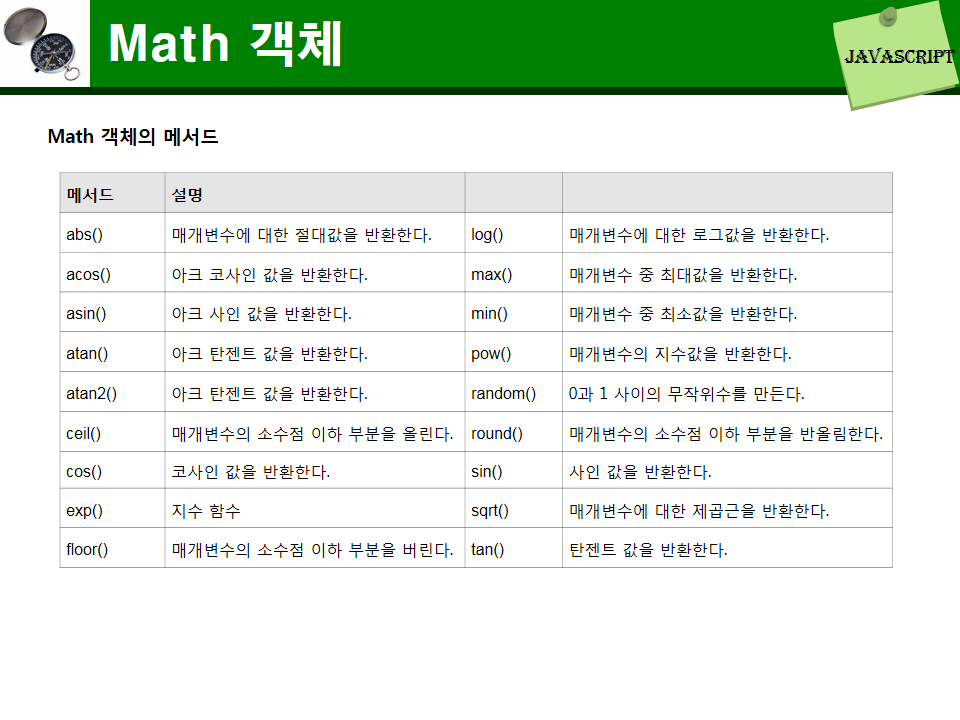 Math 객체
JAVASCRIPT
Math 객체의 메서드
메서드 설명
abs() 매개변수에 대한 절대값을 반환한다. log() 매개변수에 대한 로그값을 반환한다.
acos() 아크 코사인 값을 반환한다. max() 매개변수 중 최대값을 반환한다.
asin() 아크 사인 값을 반환한다. min() 매개변수 중 최소값을 반환한다.
atan() 아크 탄젠트 값을 반환한다. pow() 매개변수의 지수값을 반환한다.
atan2() 아크 탄젠트 값을 반환한다. random() 0과 1 사이의 무작위수를 만든다.
ceil() 매개변수의 소수점 이하 부분을 올린다. round() 매개변수의 소수점 이하 부분을 반올림한다.
cos() 코사인 값을 반환한다. sin() 사인 값을 반환한다.
exp() 지수 함수 sqrt() 매개변수에 대한 제곱근을 반환한다.
floor() 매개변수의 소수점 이하 부분을 버린다. tan() 탄젠트 값을 반환한다.